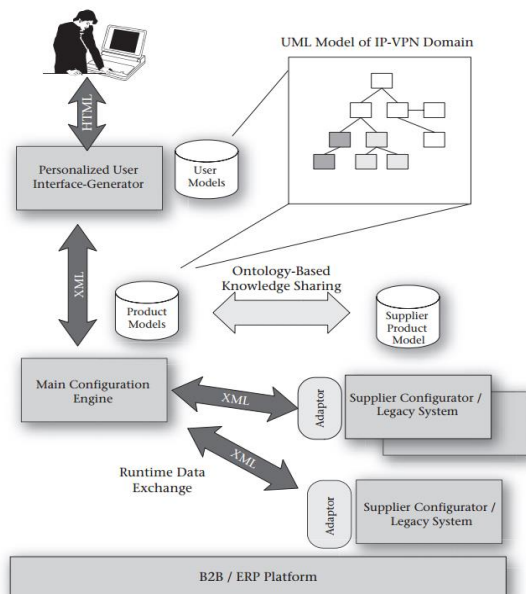 UML Model of IP-VPN Domain
HTML
Personalized User
Interface-Generator
User
Models
XML
Ontology-Based
Knowledge Sharing
Product
Models
Supplier
Product
Model
Main Configuration
Engine
XML
Adaptor
Supplier Configurator /
Legacy System
XML
Runtime Data
Exchange
Adaptor
Supplier Configurator /
Legacy System
B2B / ERP Platform